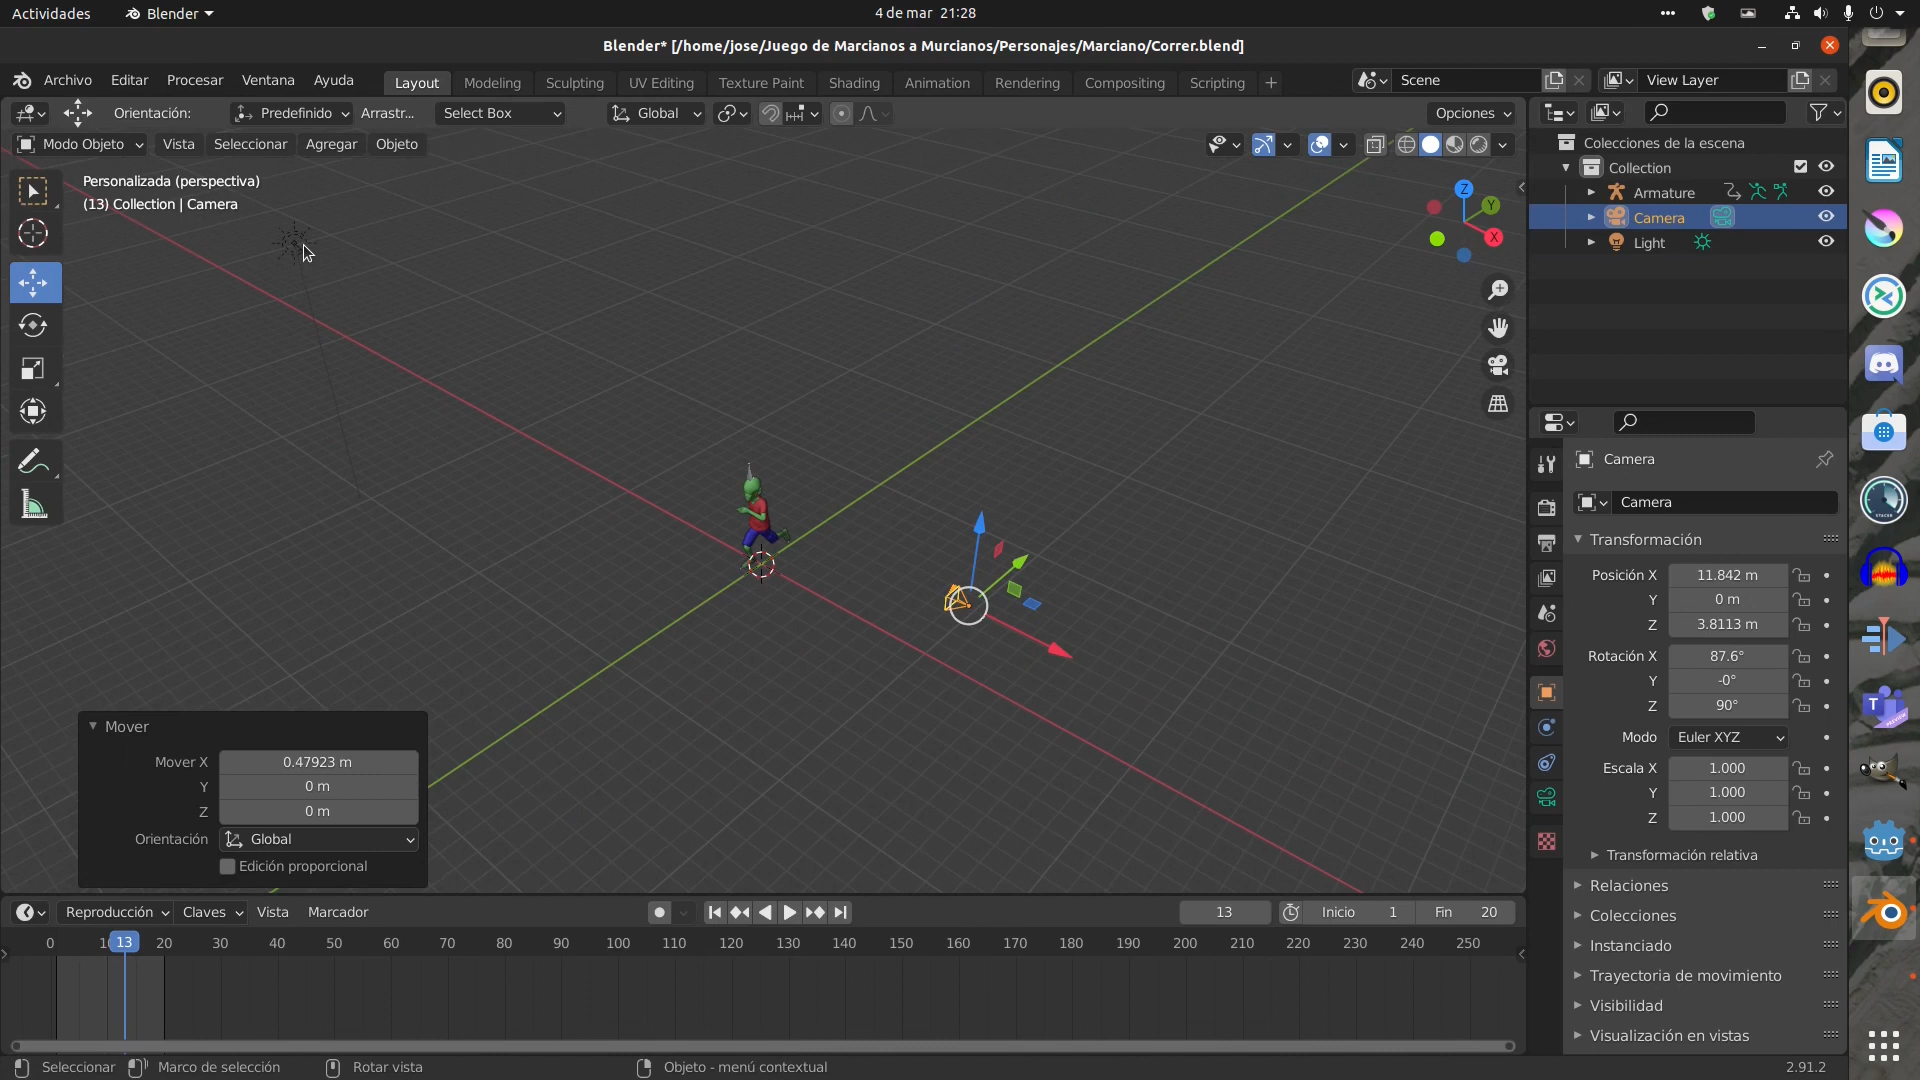 Actividades Blender 4 de mar 21:28
Blender* [/home/jose/Juego de Marcianos a Murcianos/Personajes/Marciano/Correr.blend]
Archivo Editar Procesar Ventana Ayuda Layout Modeling Sculpting UV Editing Texture Paint Shading Animation Rendering Compositing Scripting + Scene View Layer
Orientación: Predefinido Arrastr... Select Box Global Opciones
Modo Objeto Vista Seleccionar Agregar Objeto
Personalizada (perspectiva)
(13) Collection | Camera
Z
Y
X
Colecciones de la escena
Collection
Armature
Camera
Light
Camera
Camera
Transformación
Posición X 11.842 m
Y 0 m
Z 3.8113 m
Rotación X 87.6°
Y -0°
Z 90°
Modo Euler XYZ
Escala X 1.000
Y 1.000
Z 1.000
Transformación relativa
Relaciones
Colecciones
Instanciado
Trayectoria de movimiento
Visibilidad
Visualización en vistas
Mover
Mover X 0.47923 m
Y 0 m
Z 0 m
Orientación Global
Edición proporcional
Reproducción Claves Vista Marcador 13 Inicio 1 Fin 20
0 13 20 30 40 50 60 70 80 90 100 110 120 130 140 150 160 170 180 190 200 210 220 230 240 250
Seleccionar Marco de selección Rotar vista Objeto - menú contextual 2.91.2